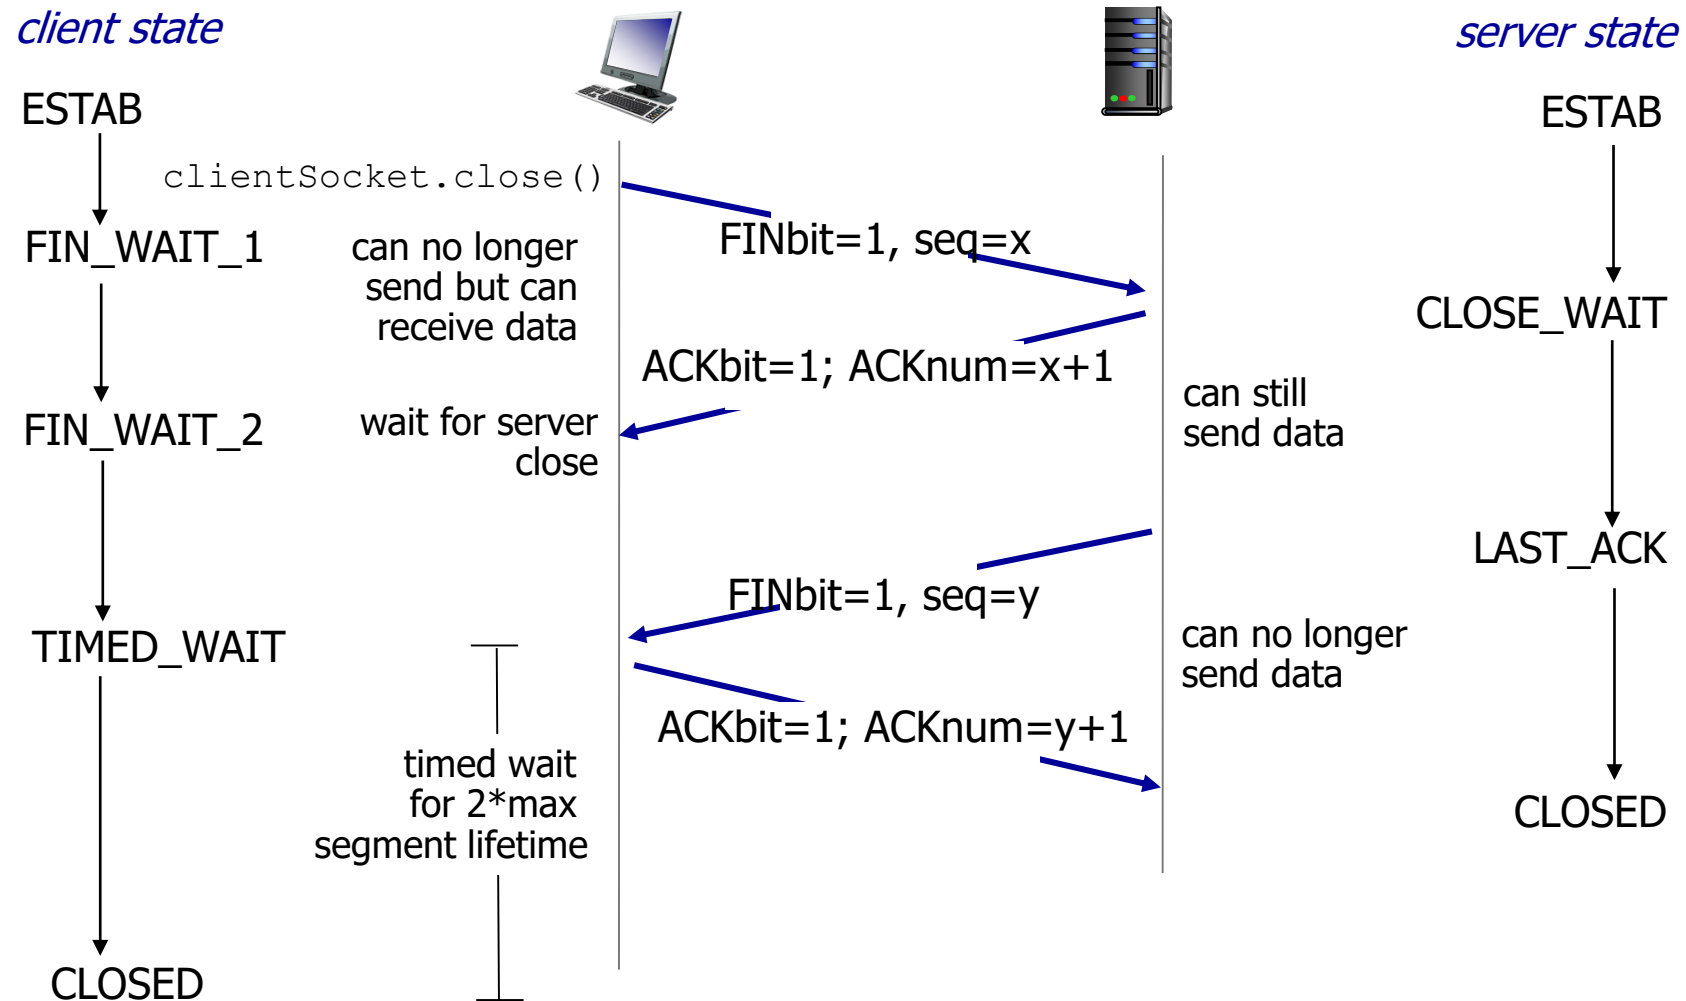 client state
server state
ESTAB
ESTAB
clientSocket.close()
FIN_WAIT_1
can no longer
send but can
receive data
FINbit=1, seq=x
CLOSE_WAIT
ACKbit=1; ACKnum=x+1
can still
send data
FIN_WAIT_2
wait for server
close
LAST_ACK
FINbit=1, seq=y
TIMED_WAIT
can no longer
send data
ACKbit=1; ACKnum=y+1
timed wait
for 2*max
segment lifetime
CLOSED
CLOSED